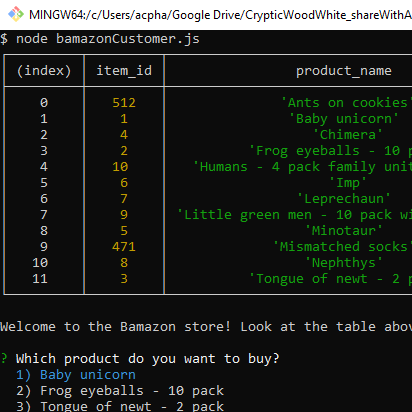 MINGW64:/c/Users/acpha/Google Drive/CrypticWoodWhite_shareWithA
$ node bamazonCustomer.js
(index) item_id product_name
0 512 'Ants on cookies'
1 1 'Baby unicorn'
2 4 'Chimera'
3 2 'Frog eyeballs - 10 p
4 10 'Humans - 4 pack family unit
5 6 'Imp'
6 7 'Leprechaun'
7 9 'Little green men - 10 pack wi
8 5 'Minotaur'
9 471 'Mismatched socks'
10 8 'Nephthys'
11 3 'Tongue of newt - 2 p
Welcome to the Bamazon store! Look at the table abov
? Which product do you want to buy?
1) Baby unicorn
2) Frog eyeballs - 10 pack
3) Tongue of newt - 2 pack